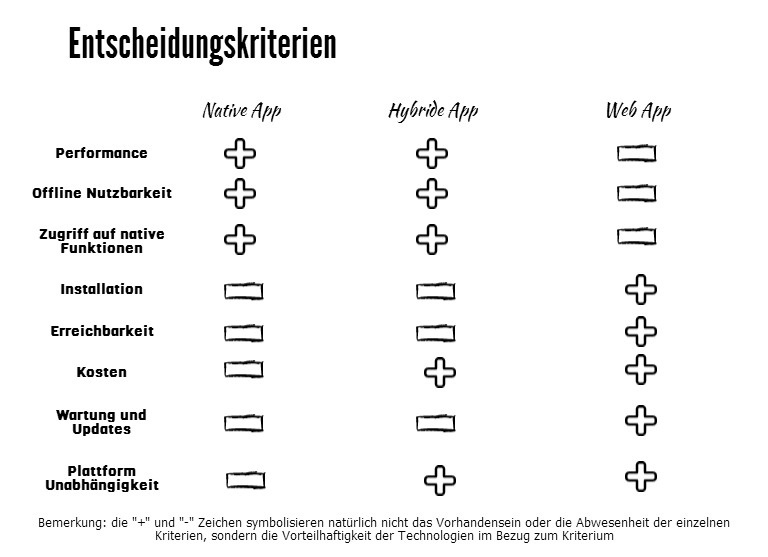 Entscheidungskriterien
Native App Hybride App Web App
Performance + + -
Offline Nutzbarkeit + + -
Zugriff auf native
Funktionen + + -
Installation - - +
Erreichbarkeit - - +
Kosten - + +
Wartung und
Updates - - +
Plattform
Unabhängigkeit - + +
Bemerkung: die "+" und "-" Zeichen symbolisieren natürlich nicht das Vorhandensein oder die Abwesenheit der einzelnen
Kriterien, sondern die Vorteilhaftigkeit der Technologien im Bezug zum Kriterium